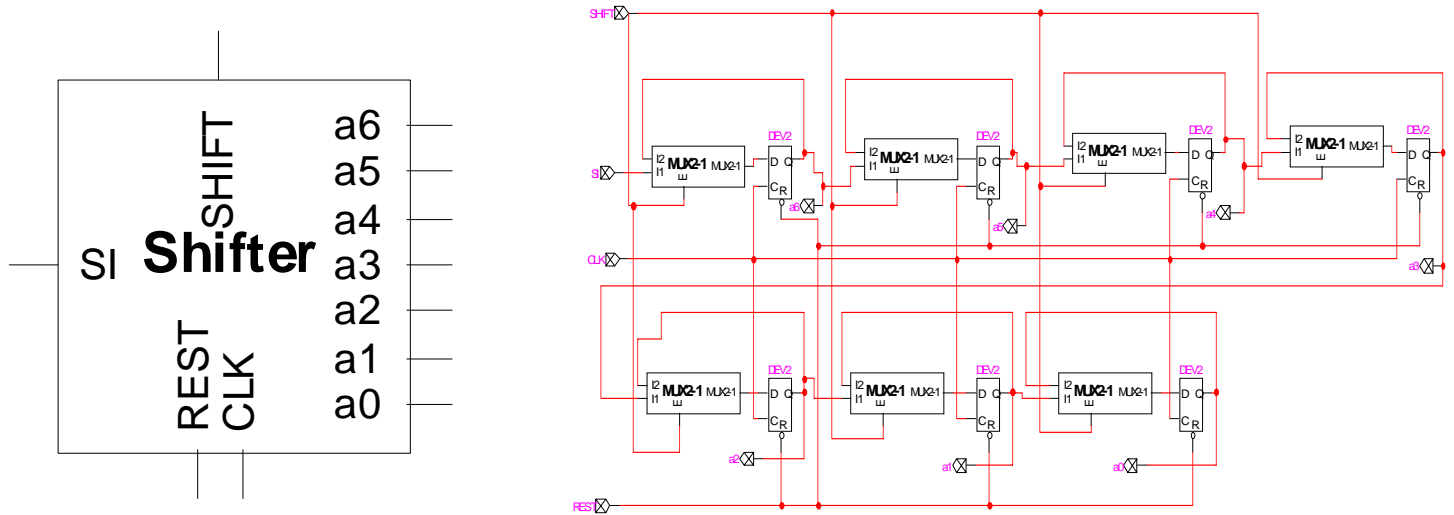 SHIFT
a6
a5
a4
SI Shifter a3
a2
a1
a0
REST
CLK
SHIFT
DEV2
DEV2
DEV2
DEV2
I2 MUX2-1 MUX2-1
I1
E
D Q
C R
I2 MUX2-1 MUX2-1
I1
E
D Q
C R
I2 MUX2-1 MUX2-1
I1
E
D Q
C R
I2 MUX2-1 MUX2-1
I1
E
D Q
C R
SI
a6
a5
a4
CLK
a3
DEV2
DEV2
DEV2
I2 MUX2-1 MUX2-1
I1
E
D Q
C R
I2 MUX2-1 MUX2-1
I1
E
D Q
C R
I2 MUX2-1 MUX2-1
I1
E
D Q
C R
a2
a1
a0
REST